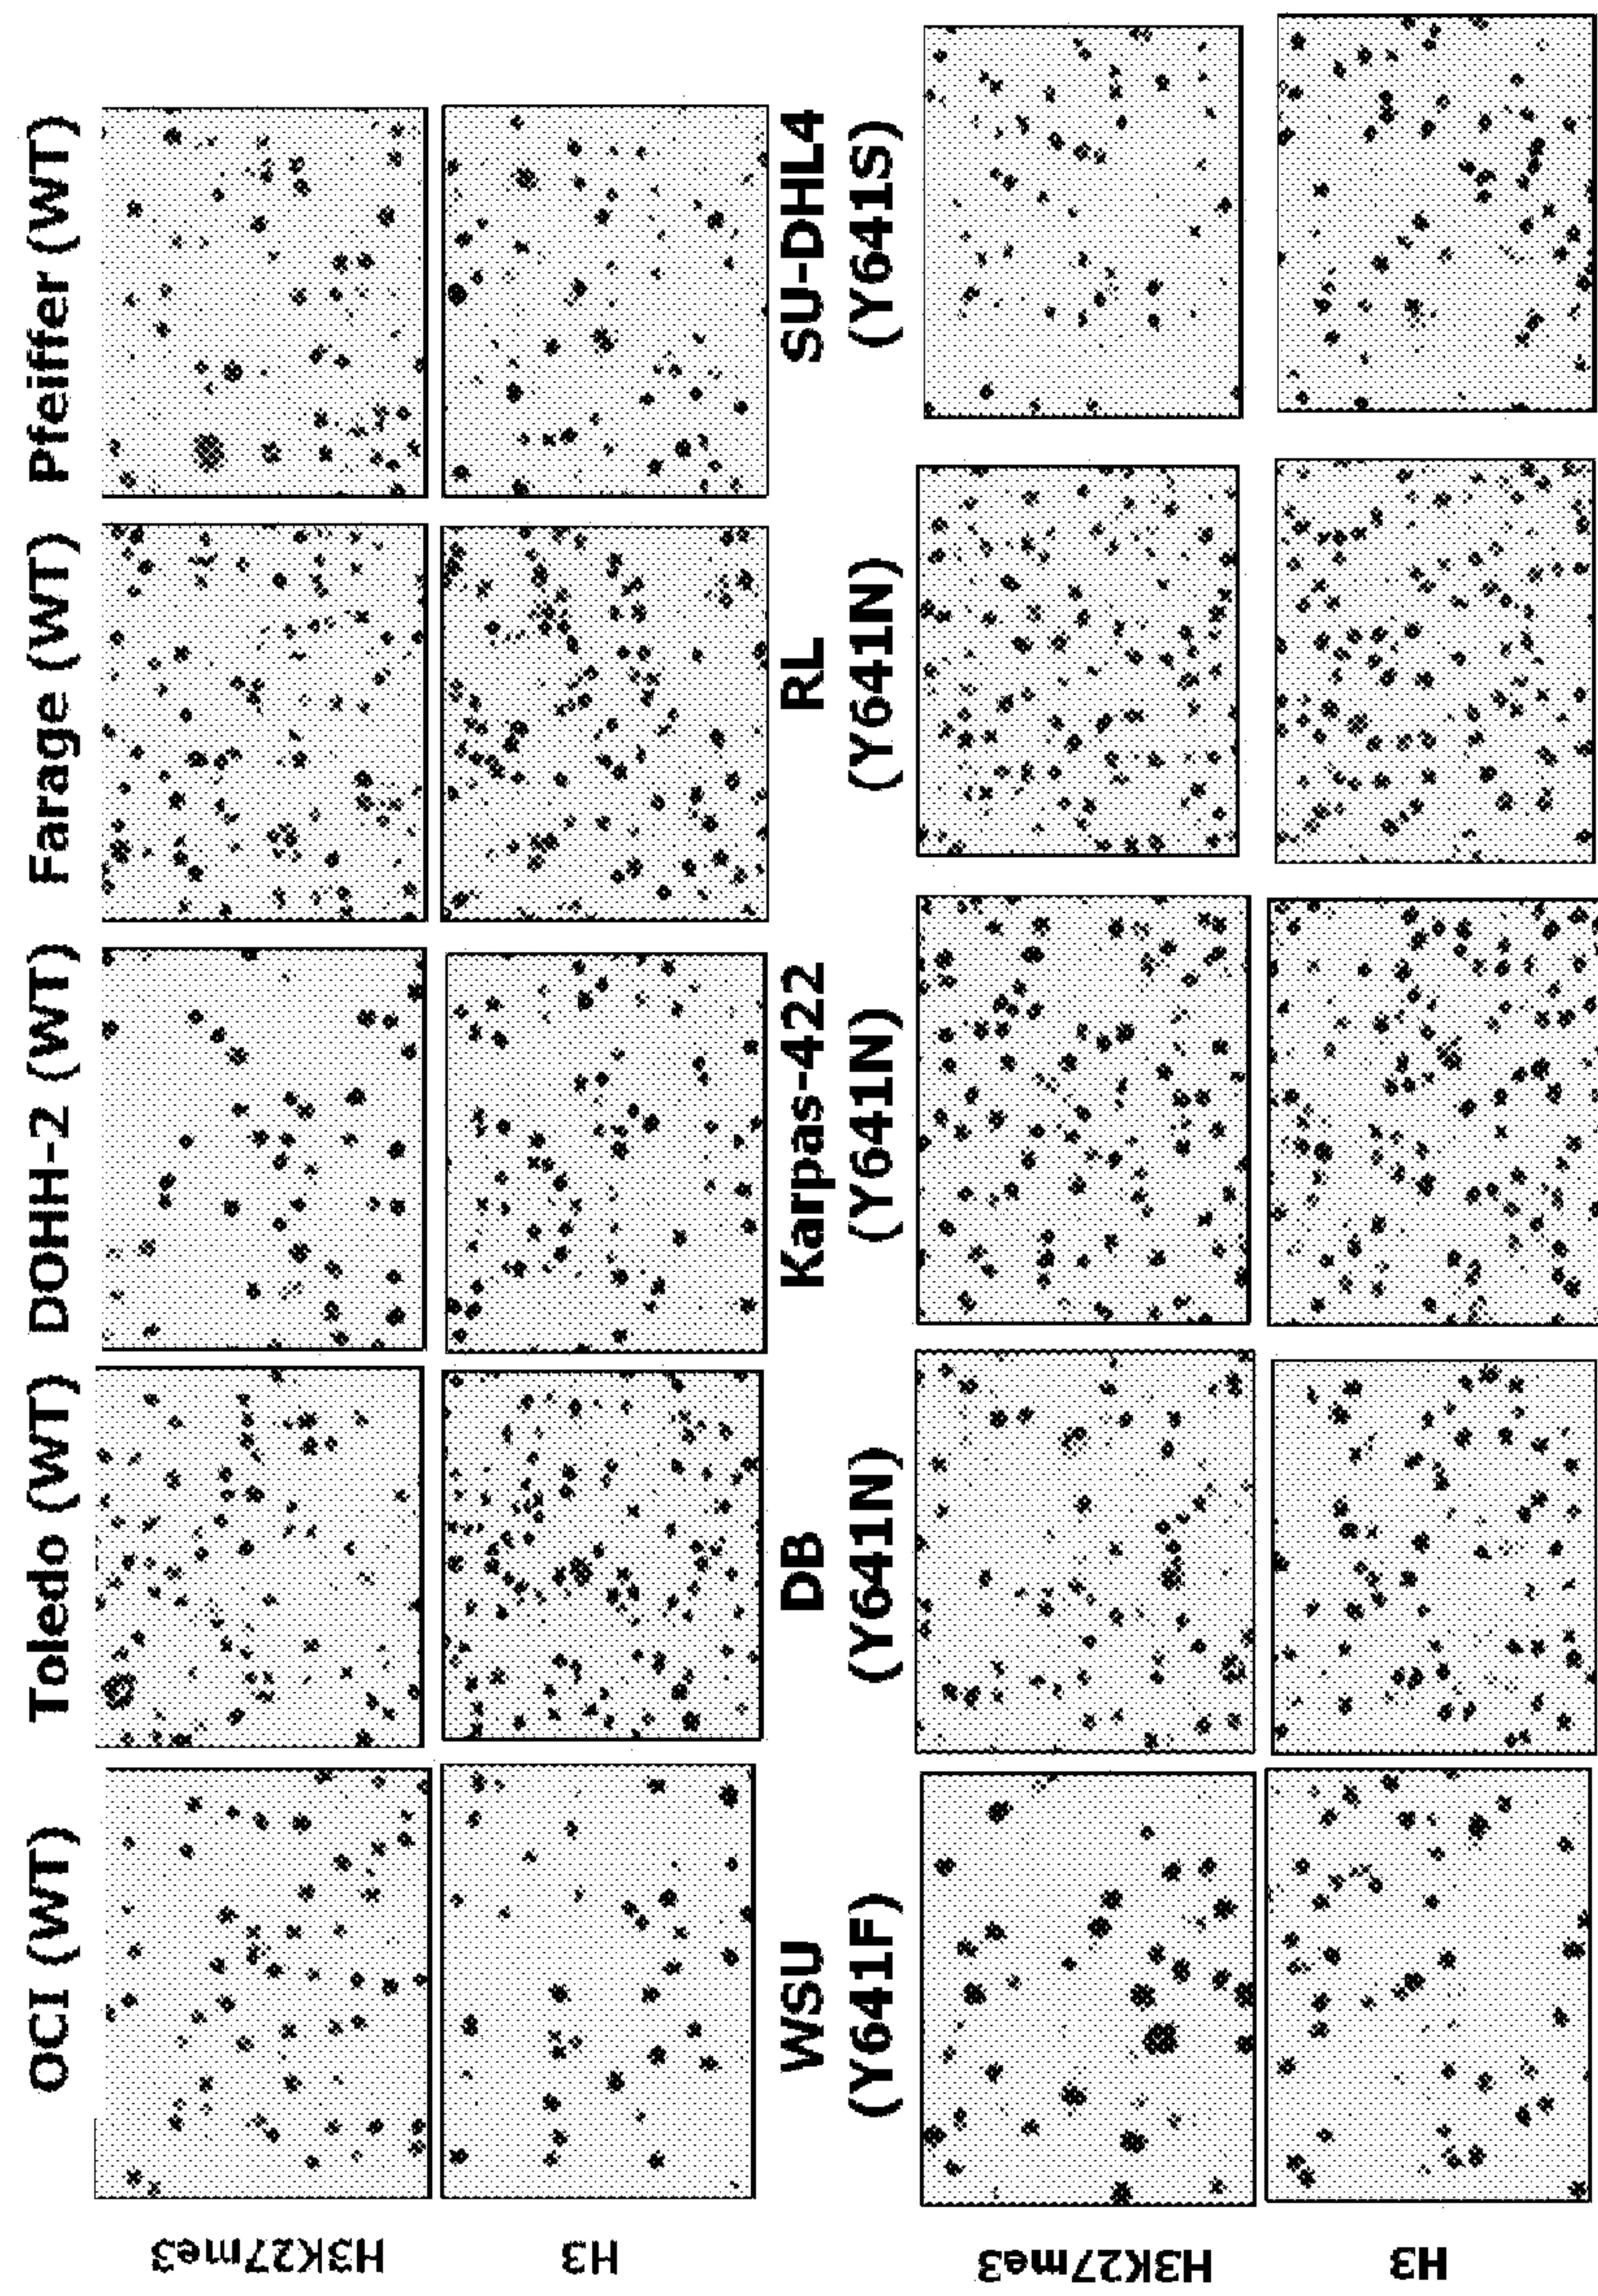 OCI (WT) Toledo (WT) DOHH-2 (WT) Farage (WT) Pfeiffer (WT)
H3K27me3
H3
WSU DB Karpas-422 RL SU-DHL4
(Y641F) (Y641N) (Y641N) (Y641N) (Y641S)
H3K27me3
H3